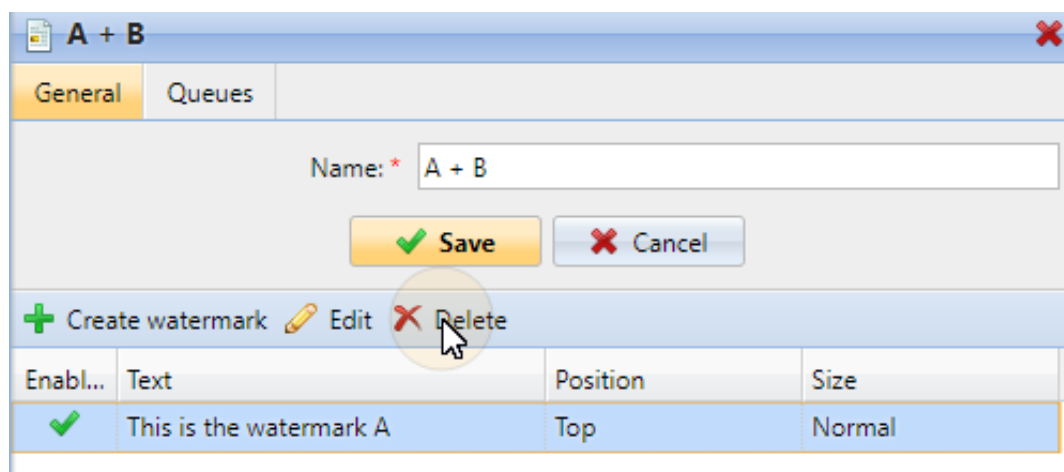 A + B
General Queues
Name: * A + B
Save Cancel
Create watermark Edit Delete
Enabl... Text Position Size
This is the watermark A Top Normal